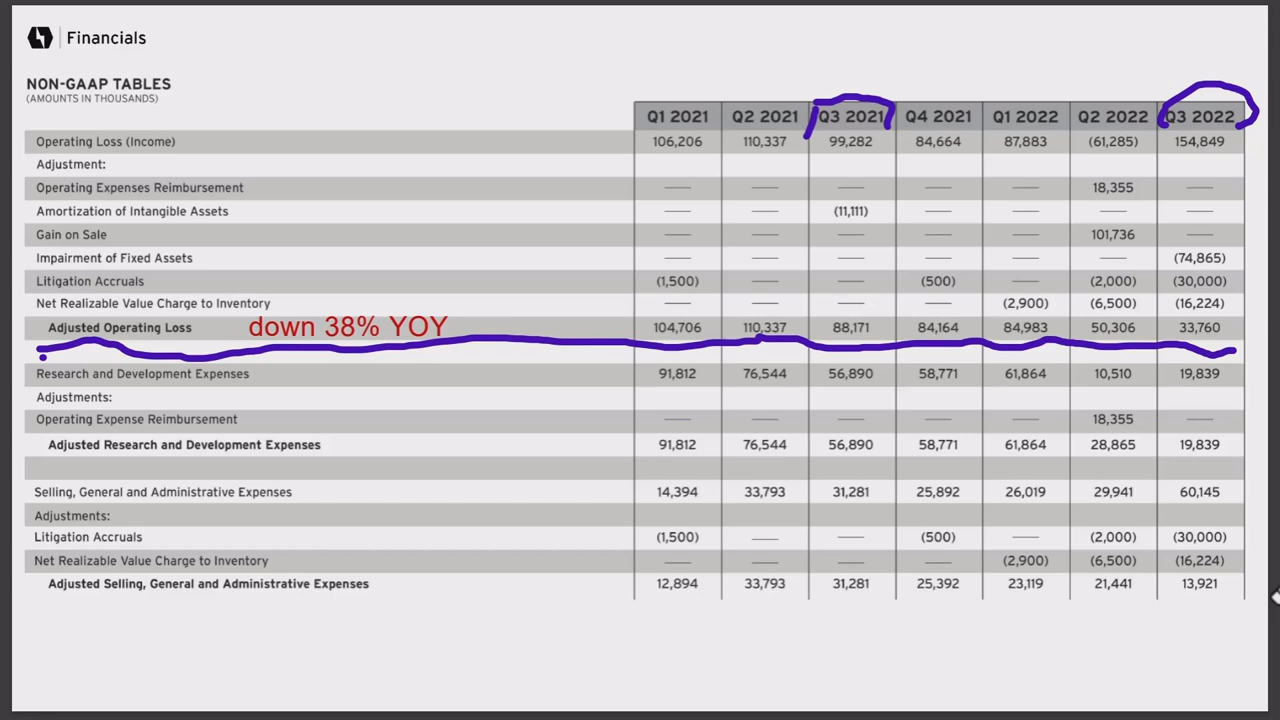 Financials
NON-GAAP TABLES
(AMOUNTS IN THOUSANDS)
Q1 2021 Q2 2021 Q3 2021 Q4 2021 Q1 2022 Q2 2022 Q3 2022
Operating Loss (Income) 106,206 110,337 99,282 84,664 87,883 (61,285) 154,849
Adjustment:
Operating Expenses Reimbursement — — — — — 18,355 —
Amortization of Intangible Assets — — (11,111) — — — —
Gain on Sale — — — — — 101,736 —
Impairment of Fixed Assets — — — — — — (74,865)
Litigation Accruals (1,500) — — (500) — (2,000) (30,000)
Net Realizable Value Charge to Inventory — — — — (2,900) (6,500) (16,224)
Adjusted Operating Loss down 38% YOY 104,706 110,337 88,171 84,164 84,983 50,306 33,760
Research and Development Expenses 91,812 76,544 56,890 58,771 61,864 10,510 19,839
Adjustments:
Operating Expense Reimbursement — — — — — 18,355 —
Adjusted Research and Development Expenses 91,812 76,544 56,890 58,771 61,864 28,865 19,839
Selling, General and Administrative Expenses 14,394 33,793 31,281 25,892 26,019 29,941 60,145
Adjustments:
Litigation Accruals (1,500) — — (500) — (2,000) (30,000)
Net Realizable Value Charge to Inventory — — — — (2,900) (6,500) (16,224)
Adjusted Selling, General and Administrative Expenses 12,894 33,793 31,281 25,392 23,119 21,441 13,921